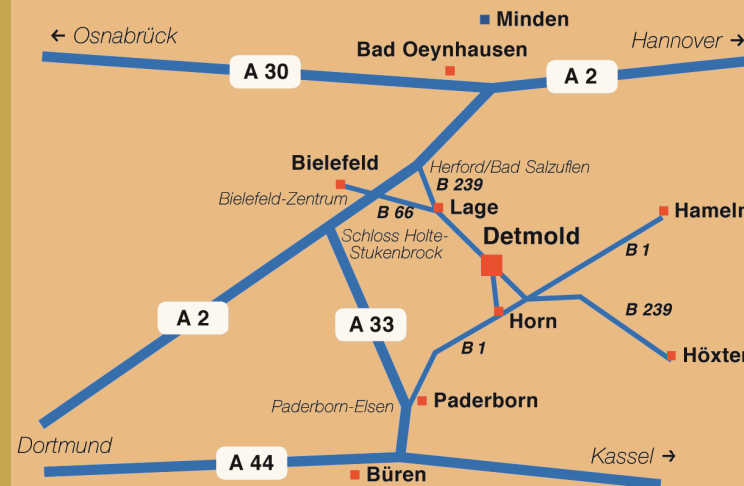 Minden
← Osnabrück
Hannover →
Bad Oeynhausen
A 30
A 2
Bielefeld
Herford/Bad Salzuflen
B 239
Bielefeld-Zentrum
B 66
Lage
Hameln
Schloss Holte-
Stukenbrock
Detmold
B 1
A 2
A 33
Horn
B 239
B 1
Höxter
Paderborn-Elsen
Paderborn
Dortmund
A 44
Büren
Kassel →